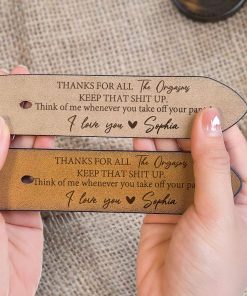 THANKS FOR ALL The Orgasms
KEEP THAT SHIT UP.
Think of me whenever you take off your pants
I love you ♥ Sophia
THANKS FOR ALL The Orgasms
KEEP THAT SHIT UP.
Think of me whenever you take off your pa
I love you ♥ Sophia